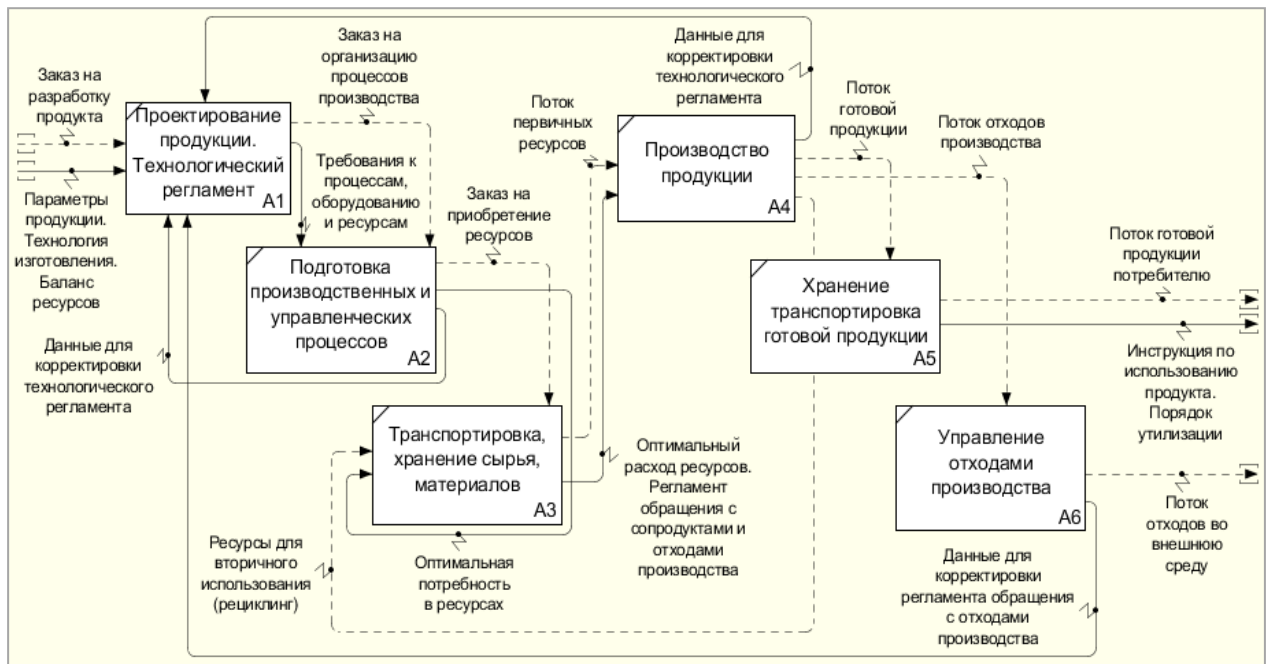 Заказ на
разработку
продукта
Параметры
продукции.
Технология
изготовления.
Баланс
ресурсов
Проектирование
продукции.
Технологический
регламент
A1
Заказ на
организацию
процессов
производства
Требования к
процессам,
оборудованию
и ресурсам
Данные для
корректировки
технологического
регламента
Подготовка
производственных и
управленческих
процессов
A2
Заказ на
приобретение
ресурсов
Поток
первичных
ресурсов
Транспортировка,
хранение сырья,
материалов
A3
Ресурсы для
вторичного
использования
(рециклинг)
Оптимальная
потребность
в ресурсах
Оптимальный
расход ресурсов.
Регламент
обращения с
сопродуктами и
отходами
производства
Данные для
корректировки
технологического
регламента
Производство
продукции
A4
Поток
готовой
продукции
Поток отходов
производства
Хранение
транспортировка
готовой продукции
A5
Поток готовой
продукции
потребителю
Инструкция по
использованию
продукта.
Порядок
утилизации
Управление
отходами
производства
A6
Поток
отходов во
внешнюю
среду
Данные для
корректировки
регламента обращения
с отходами
производства